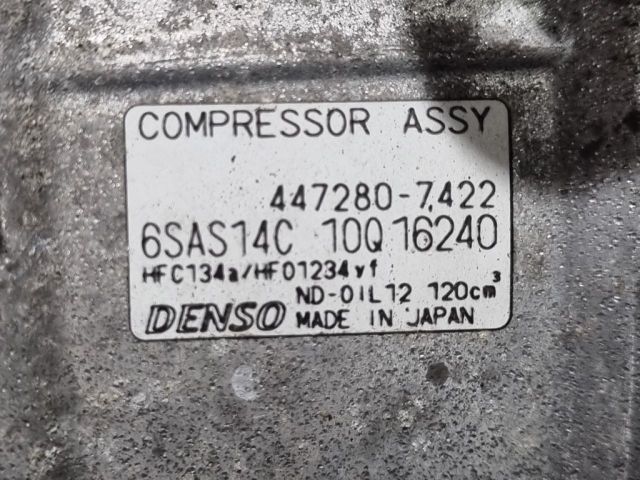 COMPRESSOR ASSY
447280-7422
6SAS14C 10Q16240
HFC134a/HFO1234yf
ND-OIL12 120cm³
DENSO MADE IN JAPAN